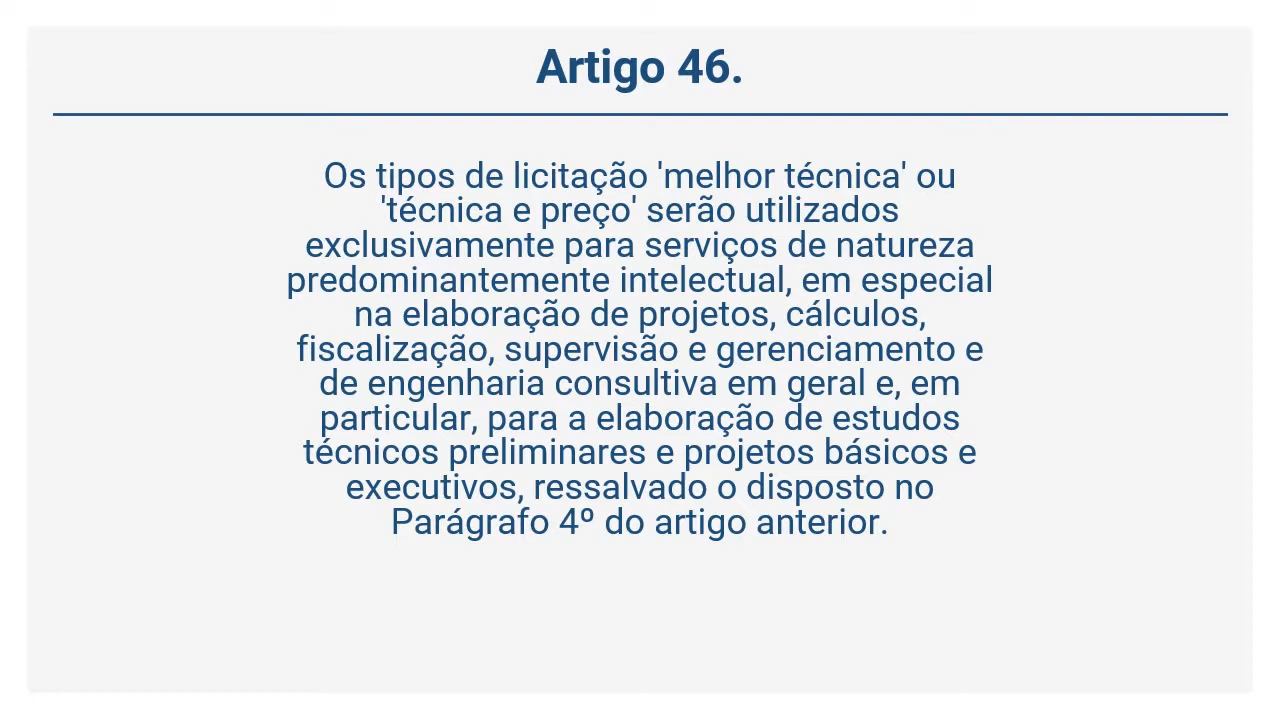 Artigo 46.
Os tipos de licitação 'melhor técnica' ou
'técnica e preço' serão utilizados
exclusivamente para serviços de natureza
predominantemente intelectual, em especial
na elaboração de projetos, cálculos,
fiscalização, supervisão e gerenciamento e
de engenharia consultiva em geral e, em
particular, para a elaboração de estudos
técnicos preliminares e projetos básicos e
executivos, ressalvado o disposto no
Parágrafo 4º do artigo anterior.